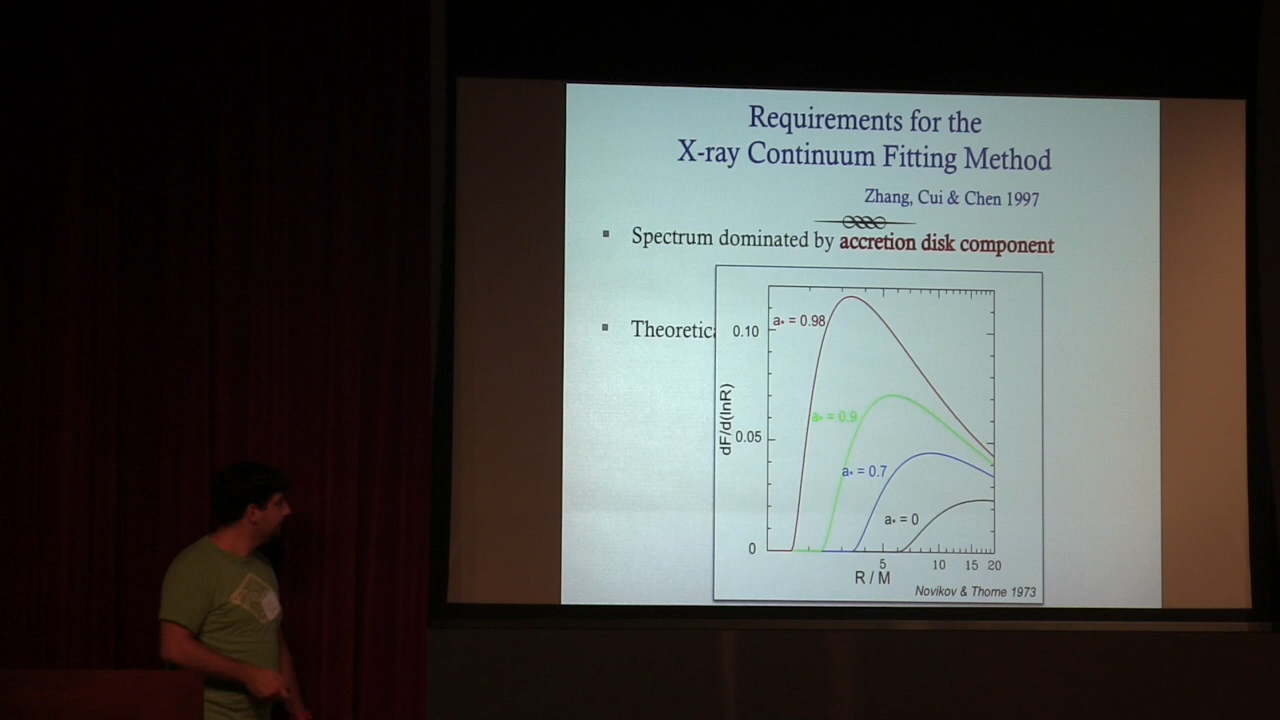 Requirements for the
X-ray Continuum Fitting Method
Zhang, Cui & Chen 1997
Spectrum dominated by accretion disk component
Theoretica
a* = 0.98
0.10
a* = 0.9
dF/d(lnR)
0.05
a* = 0.7
a* = 0
0
5 10 15 20
R / M
Novikov & Thorne 1973